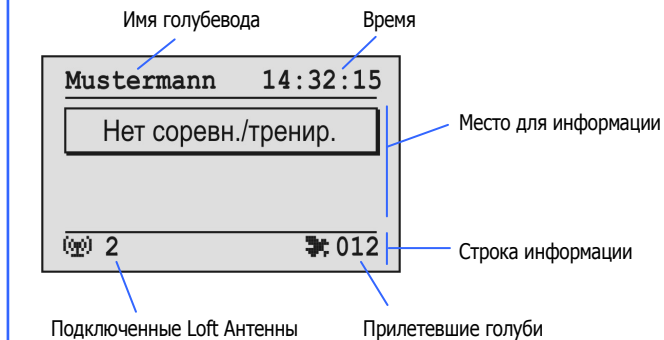 Имя голубевода Время
Mustermann 14:32:15
Нет соревн./тренир.
Место для информации
2 012
Строка информации
Подключенные Loft Антенны Прилетевшие голуби